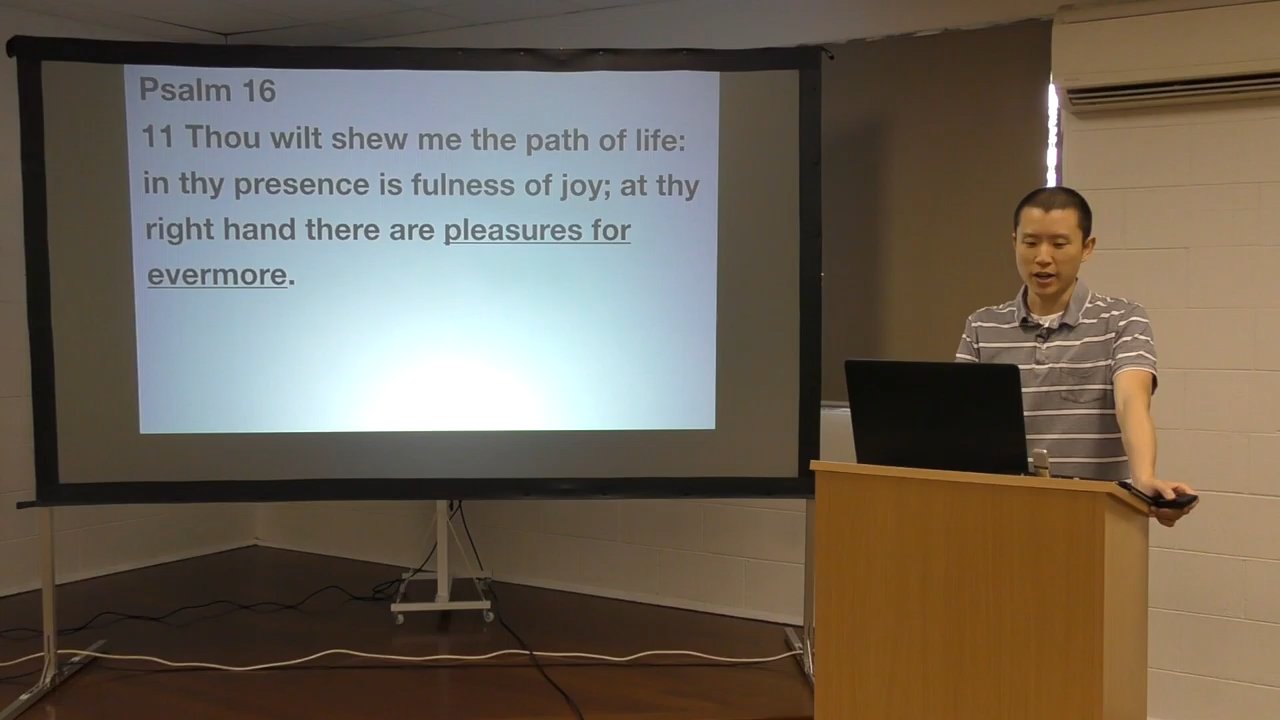 Psalm 16
11 Thou wilt shew me the path of life:
in thy presence is fulness of joy; at thy
right hand there are pleasures for
evermore.